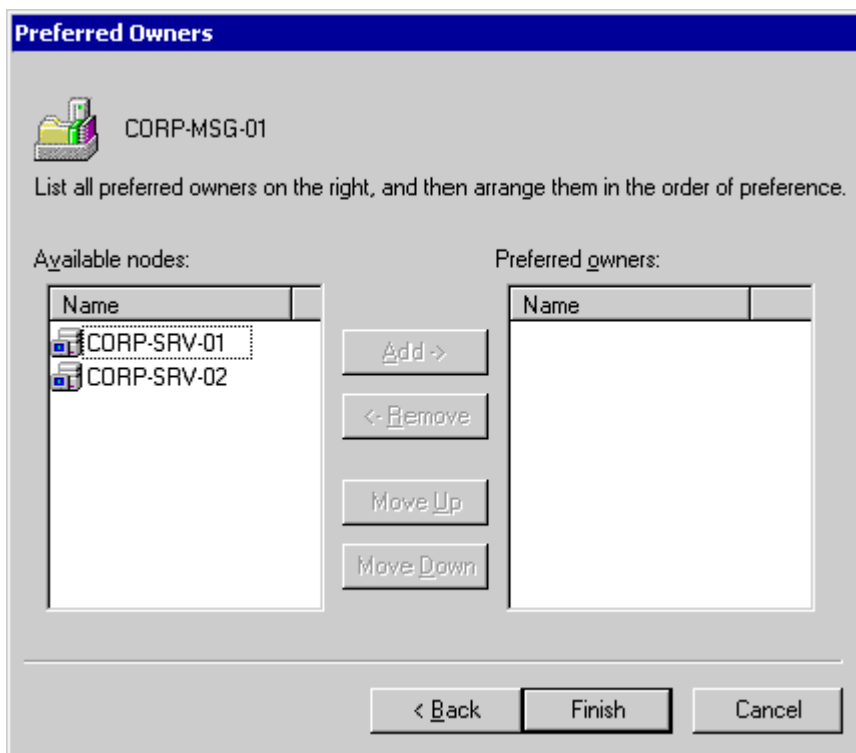 Preferred Owners
CORP-MSG-01
List all preferred owners on the right, and then arrange them in the order of preference.
Available nodes:
Preferred owners:
Name
Name
CORP-SRV-01
CORP-SRV-02
Add ->
<- Remove
Move Up
Move Down
< Back
Finish
Cancel